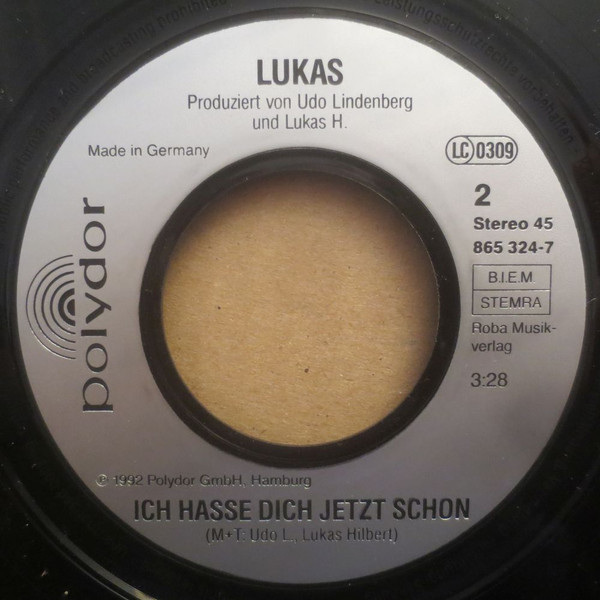 LUKAS
Produziert von Udo Lindenberg
und Lukas H.
Made in Germany
LC 0309
2
Stereo 45
865 324-7
B.I.E.M
STEMRA
Roba Musik-
verlag
3:28
polydor
℗ 1992 Polydor GmbH, Hamburg
ICH HASSE DICH JETZT SCHON
(M+T: Udo L., Lukas Hilbert)